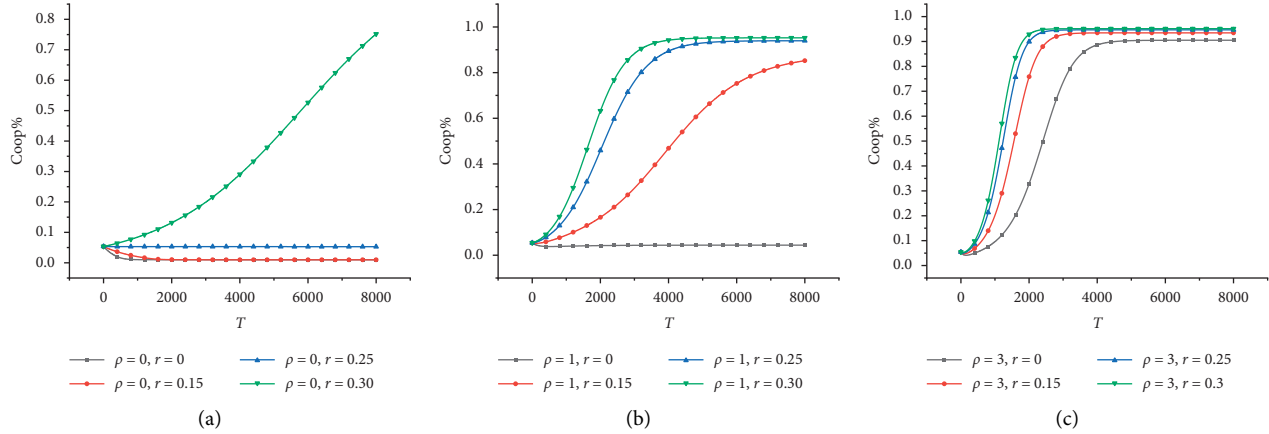 0.8
0.7
0.6
0.5
0.4
0.3
0.2
0.1
0.0
Coop%
0 2000 4000 6000 8000
T
ρ = 0, r = 0 ρ = 0, r = 0.25
ρ = 0, r = 0.15 ρ = 0, r = 0.30
(a)
1.0
0.8
0.6
0.4
0.2
0.0
Coop%
0 2000 4000 6000 8000
T
ρ = 1, r = 0 ρ = 1, r = 0.25
ρ = 1, r = 0.15 ρ = 1, r = 0.30
(b)
1.0
0.9
0.8
0.7
0.6
0.5
0.4
0.3
0.2
0.1
0.0
Coop%
0 2000 4000 6000 8000
T
ρ = 3, r = 0 ρ = 3, r = 0.25
ρ = 3, r = 0.15 ρ = 3, r = 0.3
(c)